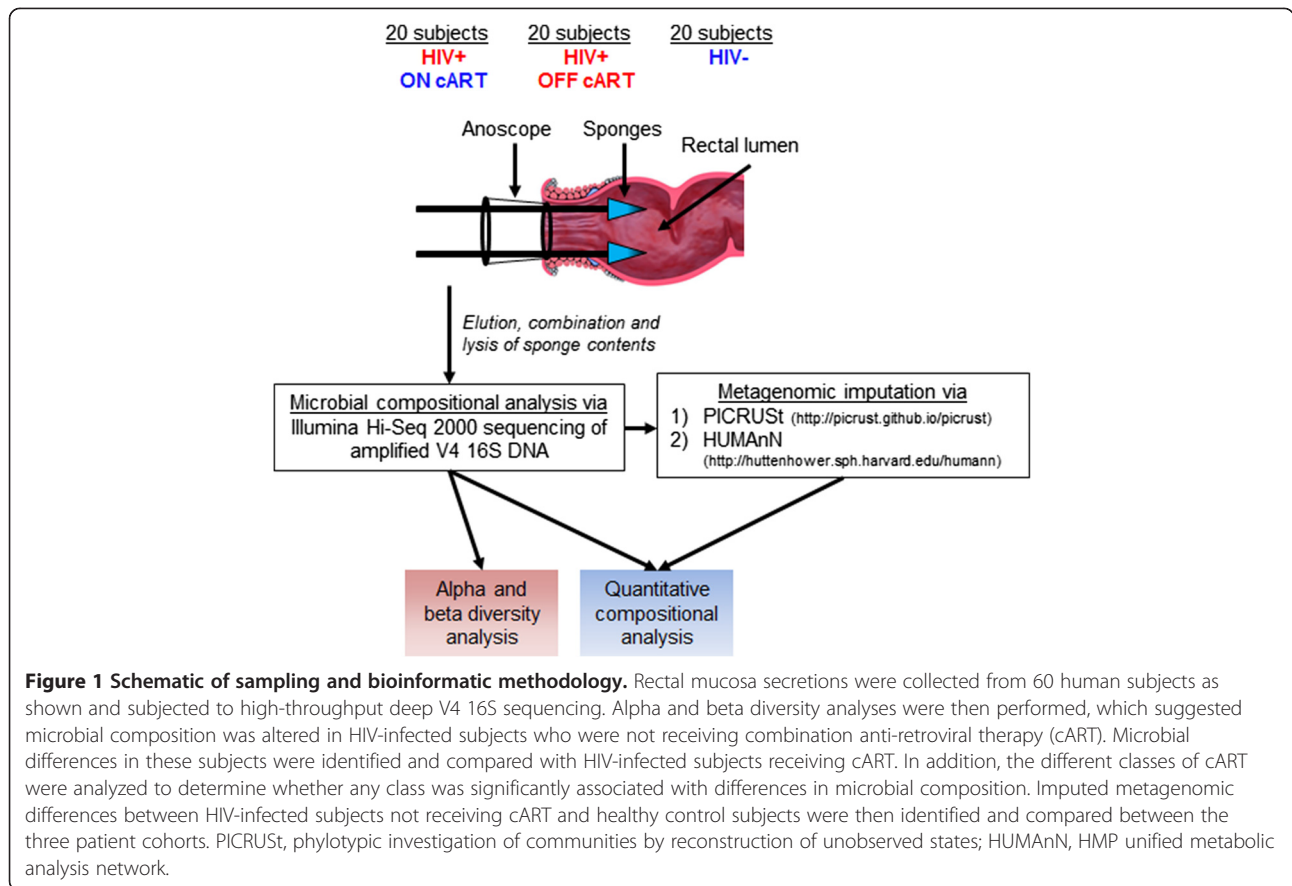 20 subjects
HIV+
ON cART
20 subjects
HIV+
OFF cART
20 subjects
HIV-
Anoscope
Sponges
Rectal lumen
Elution, combination and
lysis of sponge contents
Microbial compositional analysis via
Illumina Hi-Seq 2000 sequencing of
amplified V4 16S DNA
Metagenomic imputation via
1) PICRUSt (http://picrust.github.io/picrust)
2) HUMAnN
(http://huttenhower.sph.harvard.edu/humann)
Alpha and
beta diversity
analysis
Quantitative
compositional
analysis
Figure 1 Schematic of sampling and bioinformatic methodology. Rectal mucosa secretions were collected from 60 human subjects as
shown and subjected to high-throughput deep V4 16S sequencing. Alpha and beta diversity analyses were then performed, which suggested
microbial composition was altered in HIV-infected subjects who were not receiving combination anti-retroviral therapy (cART). Microbial
differences in these subjects were identified and compared with HIV-infected subjects receiving cART. In addition, the different classes of cART
were analyzed to determine whether any class was significantly associated with differences in microbial composition. Imputed metagenomic
differences between HIV-infected subjects not receiving cART and healthy control subjects were then identified and compared between the
three patient cohorts. PICRUSt, phylotypic investigation of communities by reconstruction of unobserved states; HUMAnN, HMP unified metabolic
analysis network.